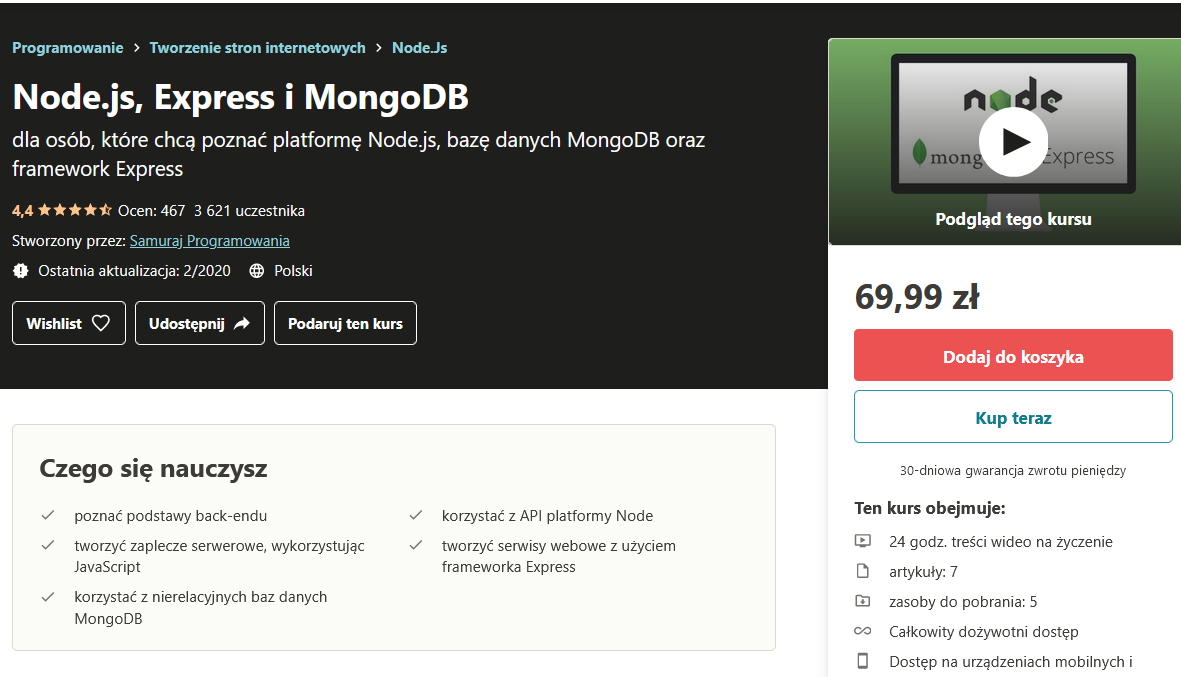 Programowanie > Tworzenie stron internetowych > Node.Js
Node.js, Express i MongoDB
dla osób, które chcą poznać platformę Node.js, bazę danych MongoDB oraz
framework Express
4,4 Ocen: 467 3 621 uczestnika
Stworzony przez: Samuraj Programowania
Ostatnia aktualizacja: 2/2020 Polski
Wishlist Udostępnij Podaruj ten kurs
node
mong Express
Podgląd tego kursu
69,99 zł
Dodaj do koszyka
Kup teraz
30-dniowa gwarancja zwrotu pieniędzy
Ten kurs obejmuje:
24 godz. treści wideo na życzenie
artykuły: 7
zasoby do pobrania: 5
Całkowity dożywotni dostęp
Dostęp na urządzeniach mobilnych i
Czego się nauczysz
poznać podstawy back-endu
tworzyć zaplecze serwerowe, wykorzystując
JavaScript
korzystać z nierelacyjnych baz danych
MongoDB
korzystać z API platformy Node
tworzyć serwisy webowe z użyciem
frameworka Express